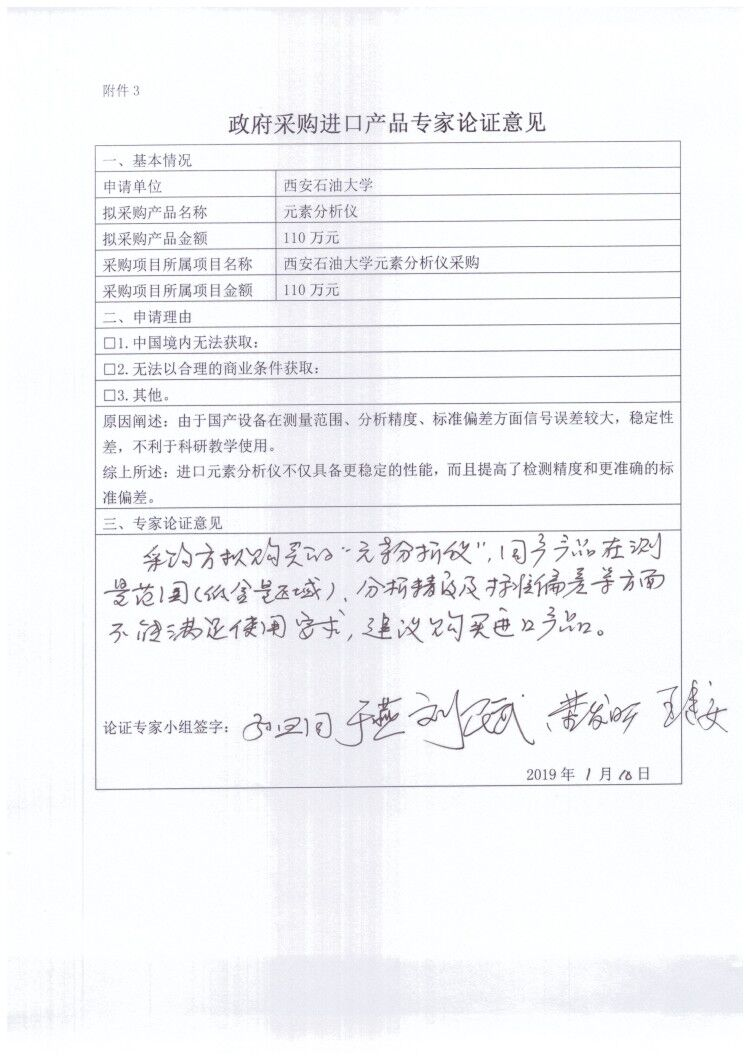 附件 3
政府采购进口产品专家论证意见
一、基本情况
申请单位 西安石油大学
拟采购产品名称 元素分析仪
拟采购产品金额 110 万元
采购项目所属项目名称 西安石油大学元素分析仪采购
采购项目所属项目金额 110 万元
二、申请理由
□1. 中国境内无法获取：
□2. 无法以合理的商业条件获取：
□3. 其他。
原因阐述：由于国产设备在测量范围、分析精度、标准偏差方面信号误差较大，稳定性
差，不利于科研教学使用。
综上所述：进口元素分析仪不仅具备更稳定的性能，而且提高了检测精度和更准确的标
准偏差。
三、专家论证意见
采购方拟购买的“元素分析仪”，国产产品在测
量范围（低含量区域）、分析精度及标准偏差等方面
不能满足使用要求，建议购买进口产品。
论证专家小组签字： 于燕
2019 年 1 月 10 日